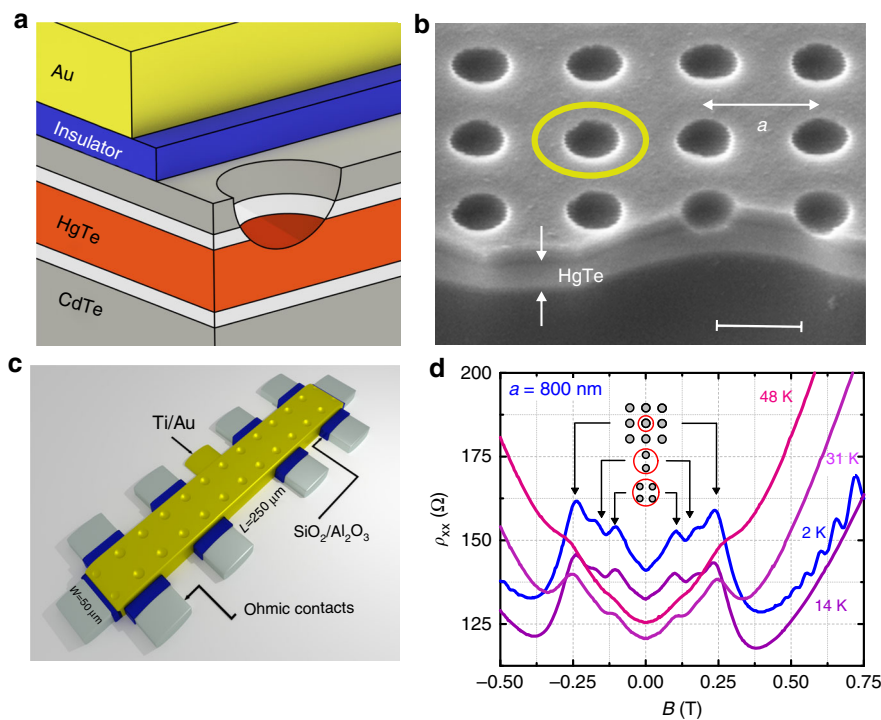 a
Au
Insulator
HgTe
CdTe
b
a
HgTe
c
Ti/Au
L=250 µm
SiO₂/Al₂O₃
W=50 µm
Ohmic contacts
d
a = 800 nm
48 K
31 K
2 K
14 K
200
175
150
125
ρxx (Ω)
−0.50 −0.25 0.00 0.25 0.50 0.75
B (T)